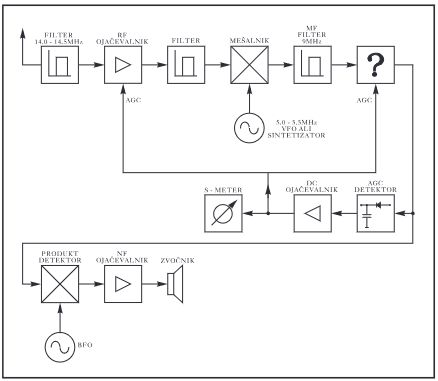 FILTER
14.0 - 14.5MHz
RF
OJAČEVALNIK
FILTER
MEŠALNIK
MF
FILTER
9MHz
?
AGC
AGC
5.0 - 5.5MHz
VFO ALI
SINTETIZATOR
S - METER
DC
OJAČEVALNIK
AGC
DETEKTOR
PRODUKT
DETEKTOR
NF
OJAČEVALNIK
ZVOČNIK
BFO